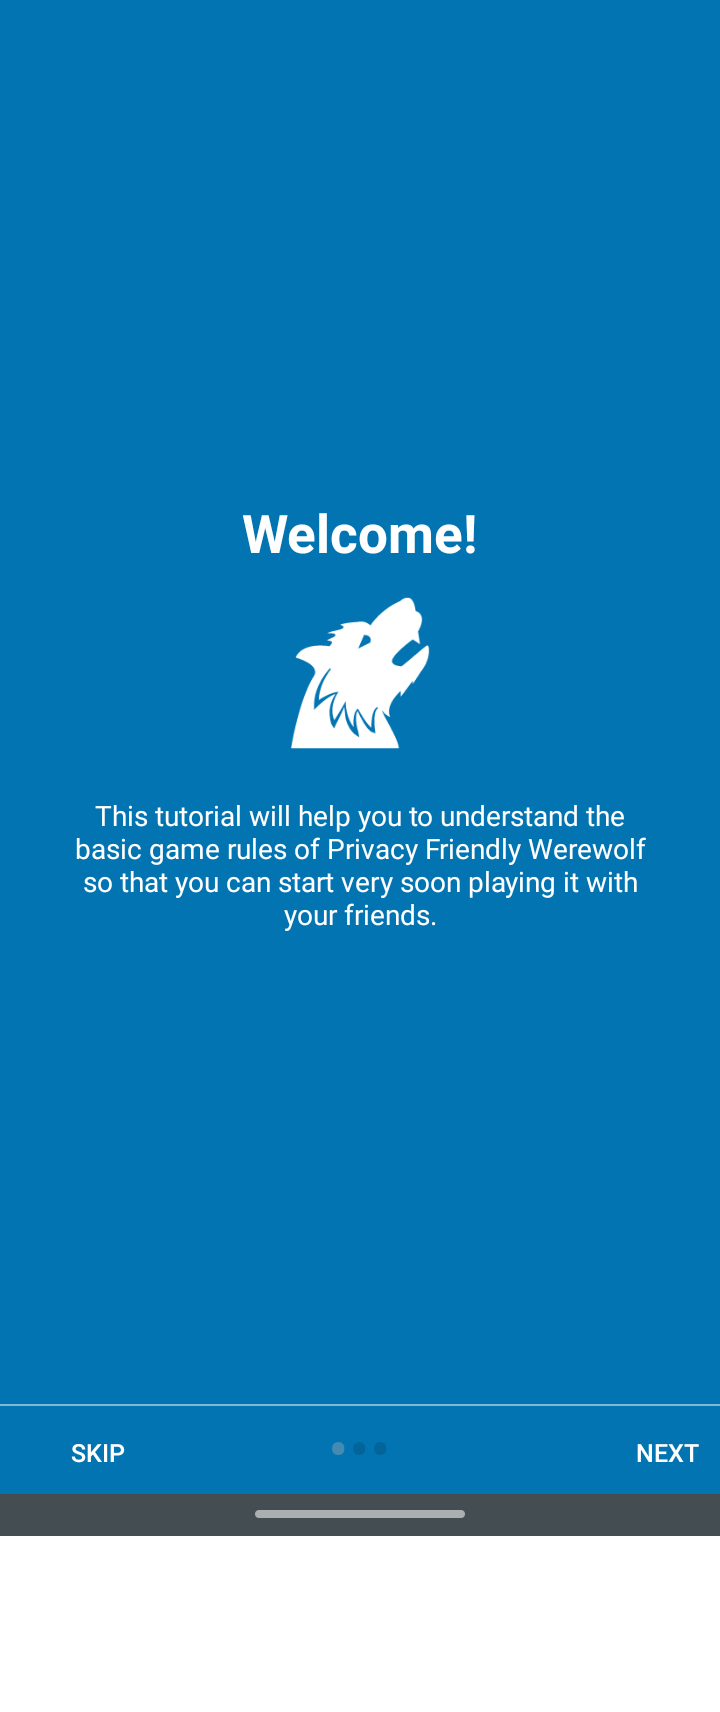 Welcome!
This tutorial will help you to understand the
basic game rules of Privacy Friendly Werewolf
so that you can start very soon playing it with
your friends.
SKIP
NEXT